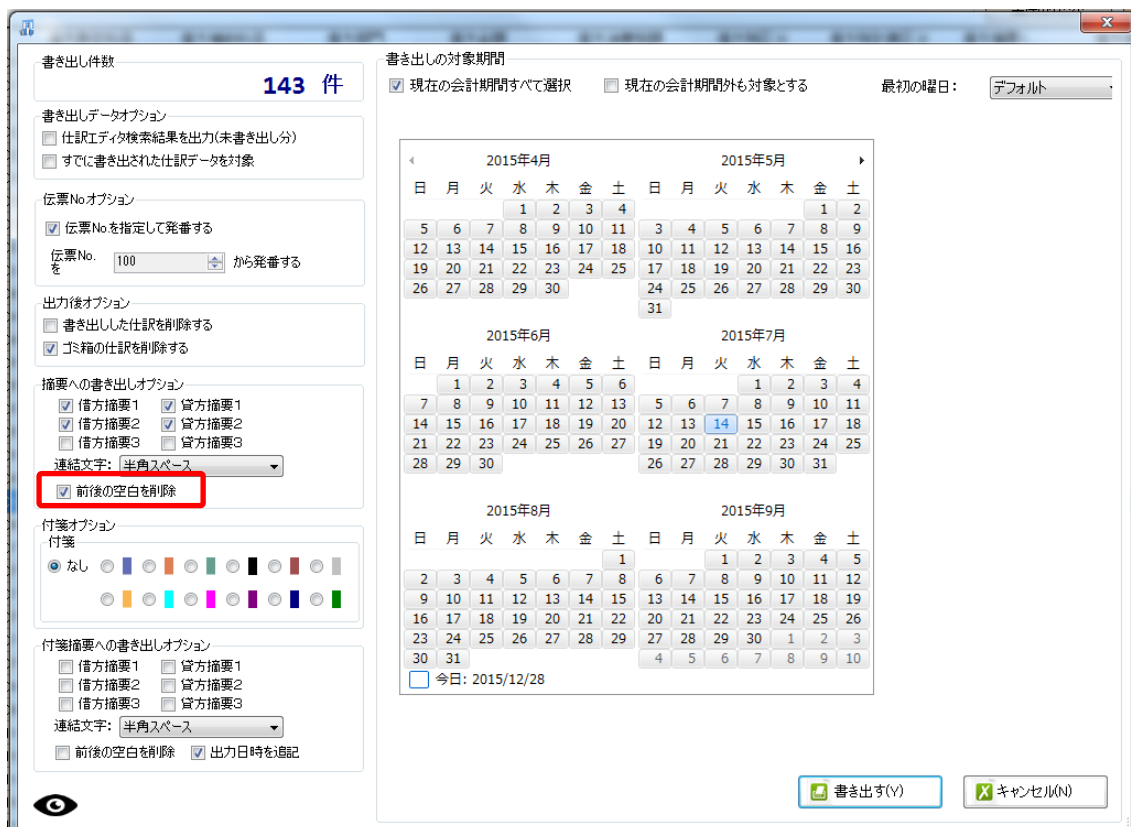 書き出し件数
143 件
書き出しデータオプション
仕訳エディタ検索結果を出力(未書き出し分)
すでに書き出された仕訳データを対象
伝票Noオプション
伝票No.を指定して発番する
伝票No.を 100 から発番する
出力後オプション
書き出しした仕訳を削除する
ゴミ箱の仕訳を削除する
摘要への書き出しオプション
借方摘要1 貸方摘要1
借方摘要2 貸方摘要2
借方摘要3 貸方摘要3
連結文字: 半角スペース
前後の空白を削除
付箋オプション
付箋
なし
付箋摘要への書き出しオプション
借方摘要1 貸方摘要1
借方摘要2 貸方摘要2
借方摘要3 貸方摘要3
連結文字: 半角スペース
前後の空白を削除 出力日時を追記
書き出しの対象期間
現在の会計期間すべて選択 現在の会計期間外も対象とする 最初の曜日: デフォルト
2015年4月 2015年5月
日 月 火 水 木 金 土 日 月 火 水 木 金 土
1 2 3 4 1 2
5 6 7 8 9 10 11 3 4 5 6 7 8 9
12 13 14 15 16 17 18 10 11 12 13 14 15 16
19 20 21 22 23 24 25 17 18 19 20 21 22 23
26 27 28 29 30 24 25 26 27 28 29 30
31
2015年6月 2015年7月
日 月 火 水 木 金 土 日 月 火 水 木 金 土
1 2 3 4 5 6 1 2 3 4
7 8 9 10 11 12 13 5 6 7 8 9 10 11
14 15 16 17 18 19 20 12 13 14 15 16 17 18
21 22 23 24 25 26 27 19 20 21 22 23 24 25
28 29 30 26 27 28 29 30 31
2015年8月 2015年9月
日 月 火 水 木 金 土 日 月 火 水 木 金 土
1 1 2 3 4 5
2 3 4 5 6 7 8 6 7 8 9 10 11 12
9 10 11 12 13 14 15 13 14 15 16 17 18 19
16 17 18 19 20 21 22 20 21 22 23 24 25 26
23 24 25 26 27 28 29 27 28 29 30 1 2 3
30 31 4 5 6 7 8 9 10
今日: 2015/12/28
書き出す(Y) キャンセル(N)